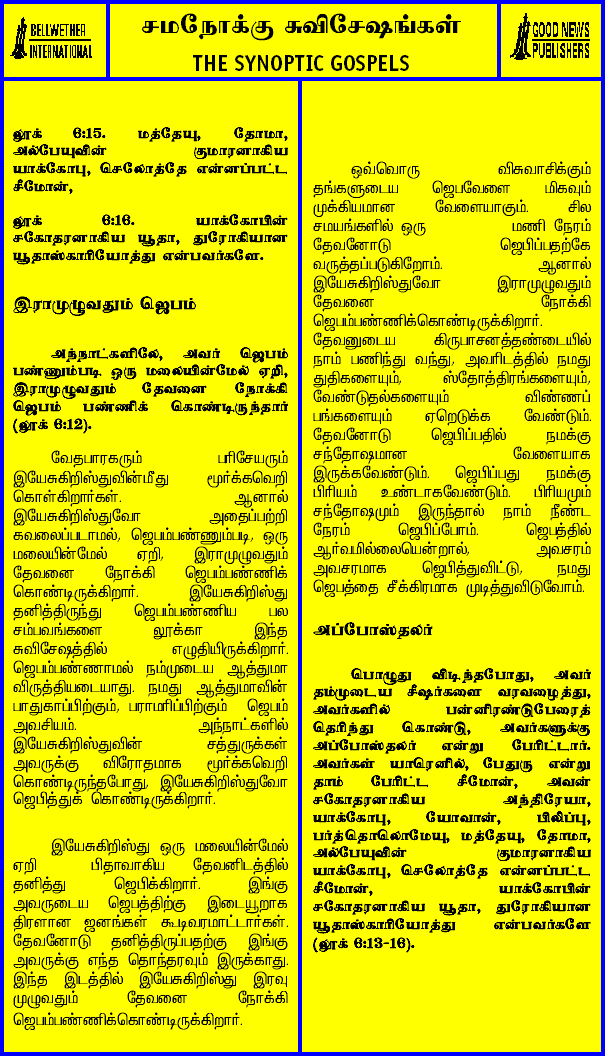 BELLWETHER
INTERNATIONAL
சமநோக்கு சுவிசேஷங்கள்
THE SYNOPTIC GOSPELS
GOOD NEWS
PUBLISHERS
லூக் 6:15. மத்தேயு, தோமா,
அல்பேயுவின் குமாரனாகிய
யாக்கோபு, செலோத்தே என்னப்பட்ட
சீமோன்,
லூக் 6:16. யாக்கோபின்
சகோதரனாகிய யூதா, துரோகியான
யூதாஸ்காரியோத்து என்பவர்களே.
இராமுழுவதும் ஜெபம்
அந்நாட்களிலே, அவர் ஜெபம்
பண்ணும்படி ஒரு மலையின்மேல் ஏறி,
இராமுழுவதும் தேவனை நோக்கி
ஜெபம் பண்ணிக் கொண்டிருந்தார்
(லூக் 6:12).
வேதபாரகரும் பரிசேயரும்
இயேசுகிறிஸ்துவின்மீது மூர்க்கவெறி
கொள்கிறார்கள். ஆனால்
இயேசுகிறிஸ்துவோ அதைப்பற்றி
கவலைப்படாமல், ஜெபம்பண்ணும்படி, ஒரு
மலையின்மேல் ஏறி, இராமுழுவதும்
தேவனை நோக்கி ஜெபம்பண்ணிக்
கொண்டிருக்கிறார். இயேசுகிறிஸ்து
தனித்திருந்து ஜெபம்பண்ணிய பல
சம்பவங்களை லூக்கா இந்த
சுவிசேஷத்தில் எழுதியிருக்கிறார்.
ஜெபம்பண்ணாமல் நம்முடைய ஆத்துமா
விருத்தியடையாது. நமது ஆத்துமாவின்
பாதுகாப்பிற்கும், பராமரிப்பிற்கும் ஜெபம்
அவசியம். அந்நாட்களில்
இயேசுகிறிஸ்துவின் சத்துருக்கள்
அவருக்கு விரோதமாக மூர்க்கவெறி
கொண்டிருந்தபோது, இயேசுகிறிஸ்துவோ
ஜெபித்துக் கொண்டிருக்கிறார்.
இயேசுகிறிஸ்து ஒரு மலையின்மேல்
ஏறி பிதாவாகிய தேவனிடத்தில்
தனித்து ஜெபிக்கிறார். இங்கு
அவருடைய ஜெபத்திற்கு இடையூறாக
திரளான ஜனங்கள் கூடிவரமாட்டார்கள்.
தேவனோடு தனித்திருப்பதற்கு இங்கு
அவருக்கு எந்த தொந்தரவும் இருக்காது.
இந்த இடத்தில் இயேசுகிறிஸ்து இரவு
முழுவதும் தேவனை நோக்கி
ஜெபம்பண்ணிக்கொண்டிருக்கிறார்.
ஒவ்வொரு விசுவாசிக்கும்
தங்களுடைய ஜெபவேளை மிகவும்
முக்கியமான வேளையாகும். சில
சமயங்களில் ஒரு மணி நேரம்
தேவனோடு ஜெபிப்பதற்கே
வருத்தப்படுகிறோம். ஆனால்
இயேசுகிறிஸ்துவோ இராமுழுவதும்
தேவனை நோக்கி
ஜெபம்பண்ணிக்கொண்டிருக்கிறார்.
தேவனுடைய கிருபாசனத்தண்டையில்
நாம் பணிந்து வந்து, அவரிடத்தில் நமது
துதிகளையும், ஸ்தோத்திரங்களையும்,
வேண்டுதல்களையும் விண்ணப்
பங்களையும் ஏறெடுக்க வேண்டும்.
தேவனோடு ஜெபிப்பதில் நமக்கு
சந்தோஷமான வேளையாக
இருக்கவேண்டும். ஜெபிப்பது நமக்கு
பிரியம் உண்டாகவேண்டும். பிரியமும்
சந்தோஷமும் இருந்தால் நாம் நீண்ட
நேரம் ஜெபிப்போம். ஜெபத்தில்
ஆர்வமில்லையென்றால், அவசரம்
அவசரமாக ஜெபித்துவிட்டு, நமது
ஜெபத்தை சீக்கிரமாக முடித்துவிடுவோம்.
அப்போஸ்தலர்
பொழுது விடிந்தபோது, அவர்
தம்முடைய சீஷர்களை வரவழைத்து,
அவர்களில் பன்னிரண்டுபேரைத்
தெரிந்து கொண்டு, அவர்களுக்கு
அப்போஸ்தலர் என்று பேரிட்டார்.
அவர்கள் யாரெனில், பேதுரு என்று
தாம் பேரிட்ட சீமோன், அவன்
சகோதரனாகிய அந்திரேயா,
யாக்கோபு, யோவான், பிலிப்பு,
பர்த்தொலொமேயு, மத்தேயு, தோமா,
அல்பேயுவின் குமாரனாகிய
யாக்கோபு, செலோத்தே என்னப்பட்ட
சீமோன், யாக்கோபின்
சகோதரனாகிய யூதா, துரோகியான
யூதாஸ்காரியோத்து என்பவர்களே
(லூக் 6:13-16).